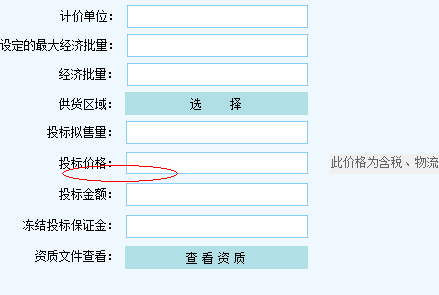 计价单位：
设定的最大经济批量：
经济批量：
供货区域： 选 择
投标拟售量：
投标价格： 此价格为含税、物流
投标金额：
冻结投标保证金：
资质文件查看： 查看资质